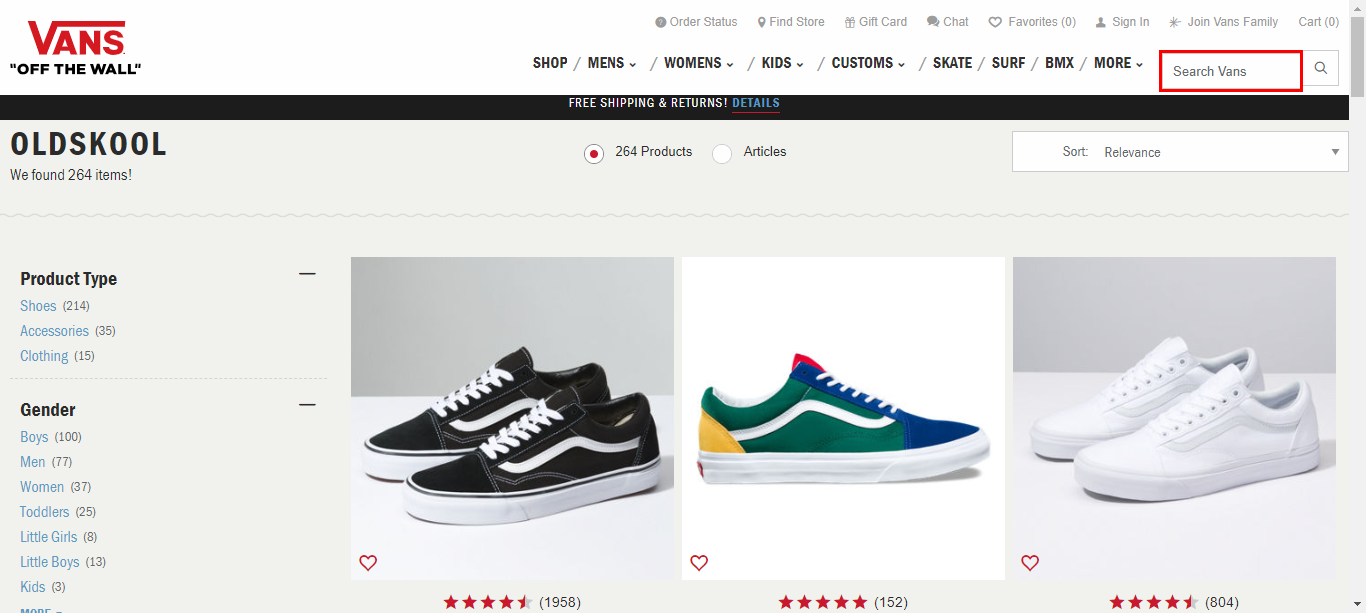 Order Status Find Store Gift Card Chat Favorites (0) Sign In Join Vans Family Cart (0)
VANS
"OFF THE WALL"
SHOP / MENS / WOMENS / KIDS / CUSTOMS / SKATE / SURF / BMX / MORE
Search Vans
FREE SHIPPING & RETURNS! DETAILS
OLDSKOOL
264 Products Articles
Sort: Relevance
We found 264 items!
Product Type
Shoes (214)
Accessories (35)
Clothing (15)
Gender
Boys (100)
Men (77)
Women (37)
Toddlers (25)
Little Girls (8)
Little Boys (13)
Kids (3)
MORE
(1958)
(152)
(804)